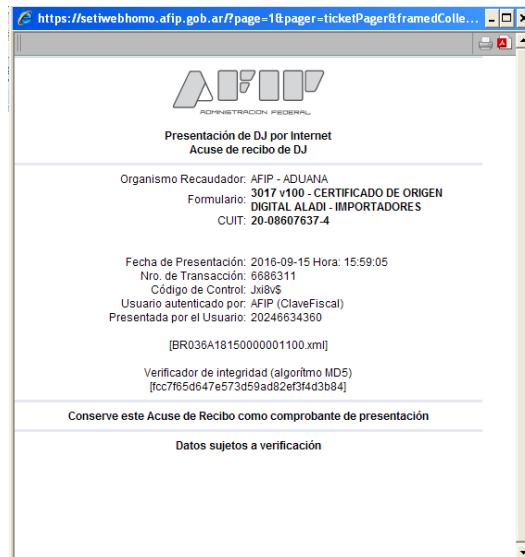 https://setiwebhomo.afip.gob.ar/?page=1&pager=ticketPager&framedColle...
AFIP
ADMINISTRACION FEDERAL
Presentación de DJ por Internet
Acuse de recibo de DJ
Organismo Recaudador: AFIP - ADUANA
Formulario: 3017 v100 - CERTIFICADO DE ORIGEN
DIGITAL ALADI - IMPORTADORES
CUIT: 20-08607637-4
Fecha de Presentación: 2016-09-15 Hora: 15:59:05
Nro. de Transacción: 6686311
Código de Control: Jxi8v$
Usuario autenticado por: AFIP (ClaveFiscal)
Presentada por el Usuario: 20246634360
[BR036A18150000001100.xml]
Verificador de integridad (algorítmo MD5)
[fcc7f65d647e573d59ad82ef3f4d3b84]
Conserve este Acuse de Recibo como comprobante de presentación
Datos sujetos a verificación